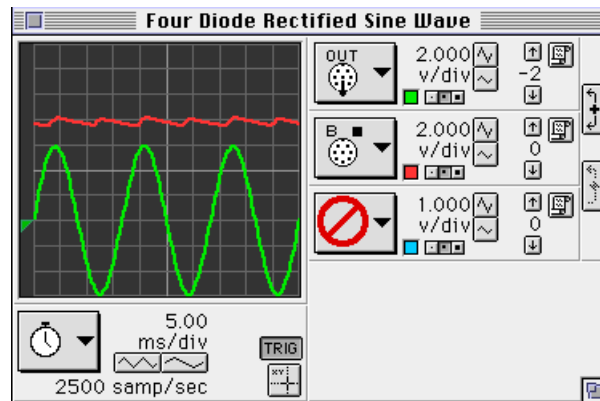 Four Diode Rectified Sine Wave
OUT
2.000
v/div
-2
B
2.000
v/div
0
1.000
v/div
0
5.00
ms/div
2500 samp/sec
TRIG
XY